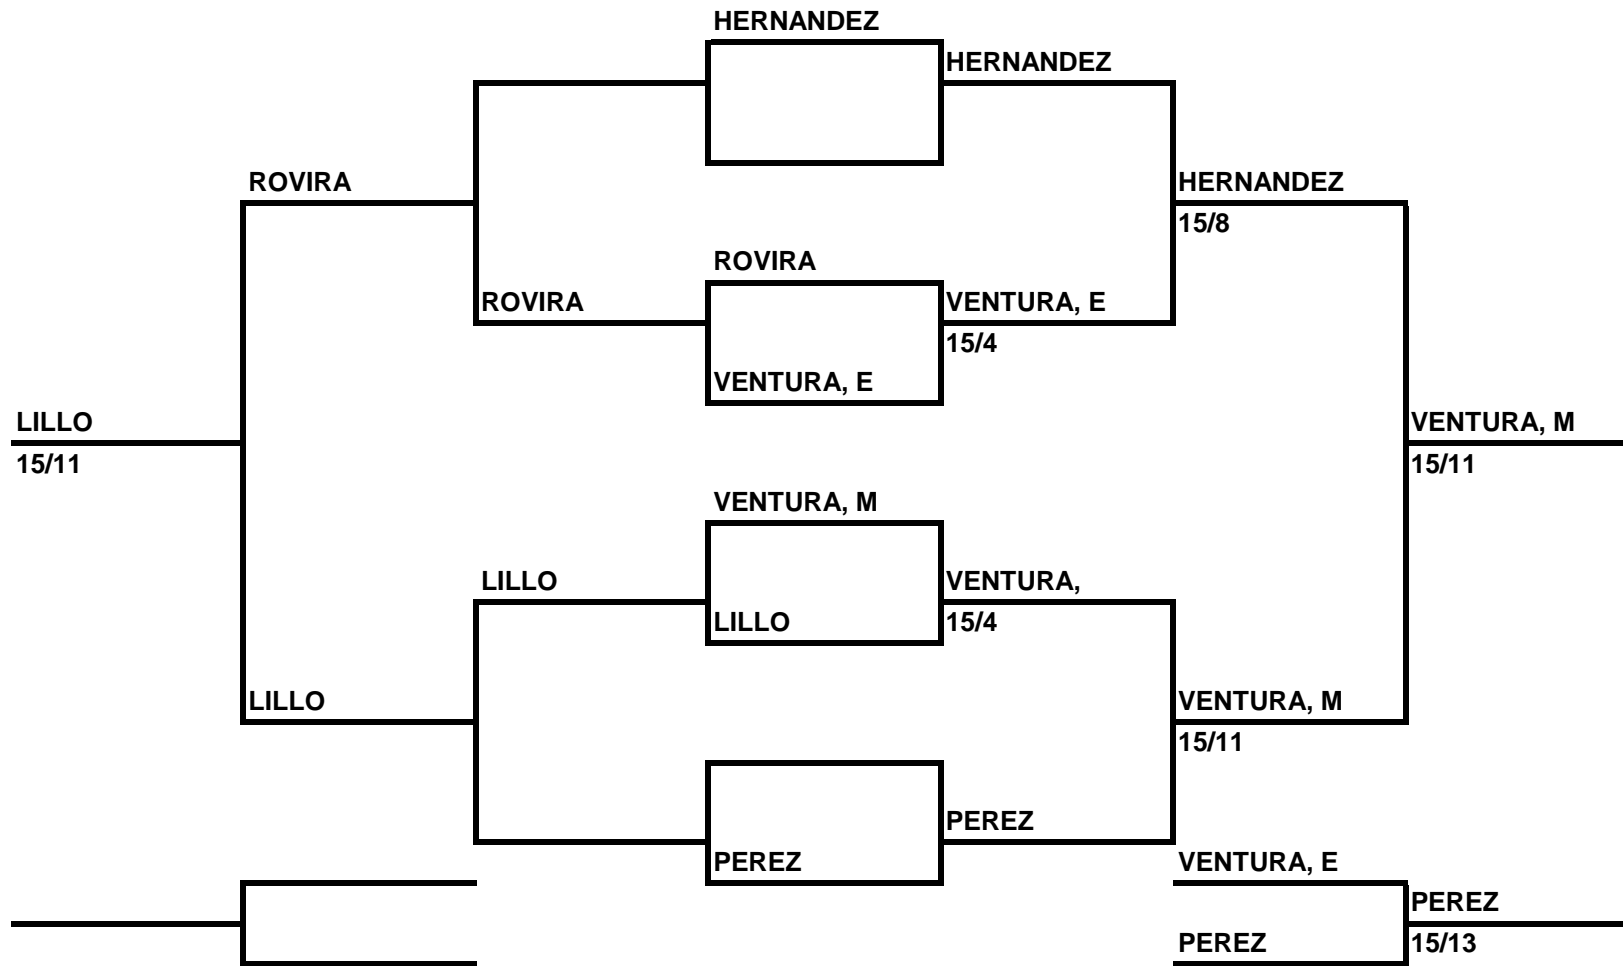 HERNANDEZ
HERNANDEZ
ROVIRA
HERNANDEZ
15/8
ROVIRA
ROVIRA
VENTURA, E
15/4
VENTURA, E
LILLO
VENTURA, M
15/11
15/11
VENTURA, M
LILLO
VENTURA,
LILLO
15/4
LILLO
VENTURA, M
15/11
PEREZ
PEREZ
VENTURA, E
PEREZ
PEREZ
15/13